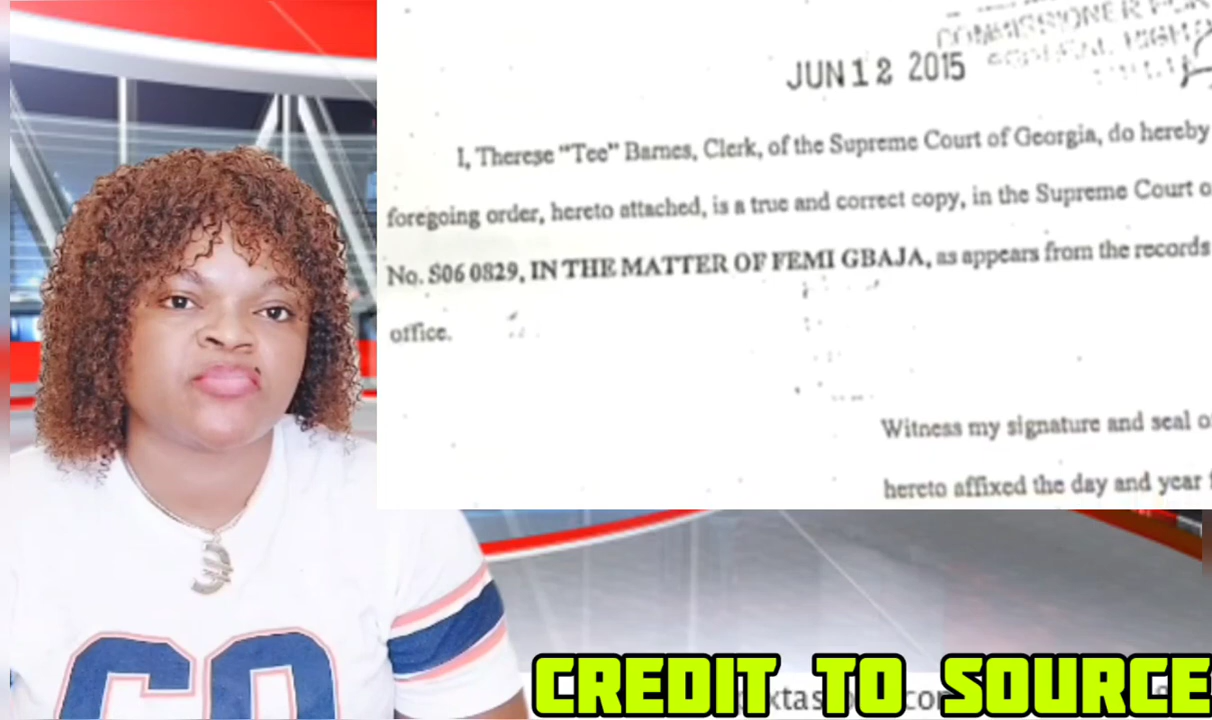 COMMISSIONER FOR
JUN 12 2015
I, Therese "Tee" Barnes, Clerk, of the Supreme Court of Georgia, do hereby
foregoing order, hereto attached, is a true and correct copy, in the Supreme Court o
No. S06 0829, IN THE MATTER OF FEMI GBAJA, as appears from the records
office.
Witness my signature and seal o
hereto affixed the day and year f
CREDIT TO SOURCE